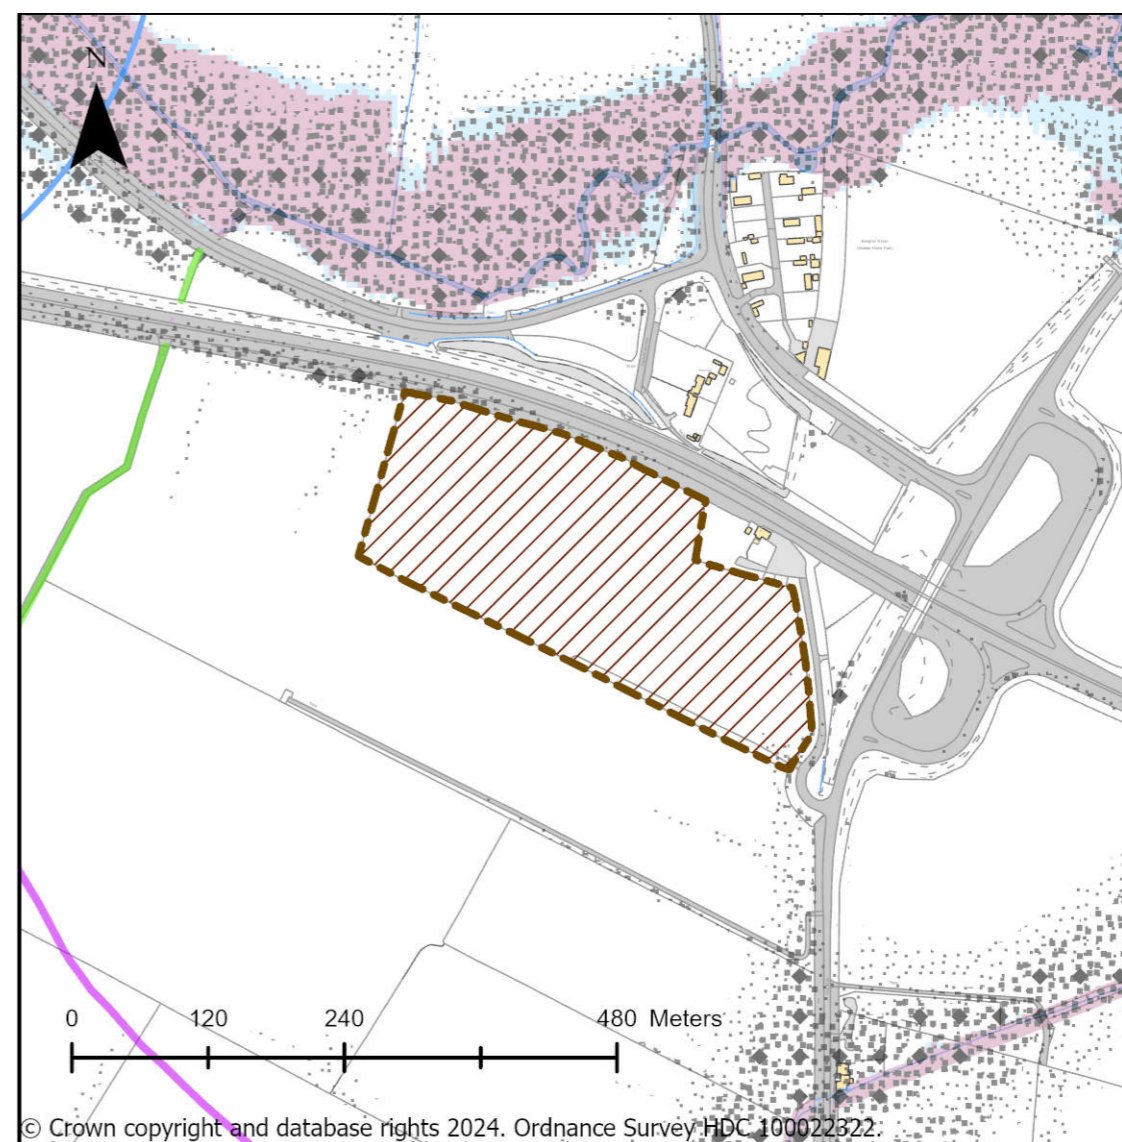 N
0 120 240 480 Meters
© Crown copyright and database rights 2024. Ordnance Survey HDC 100022322.